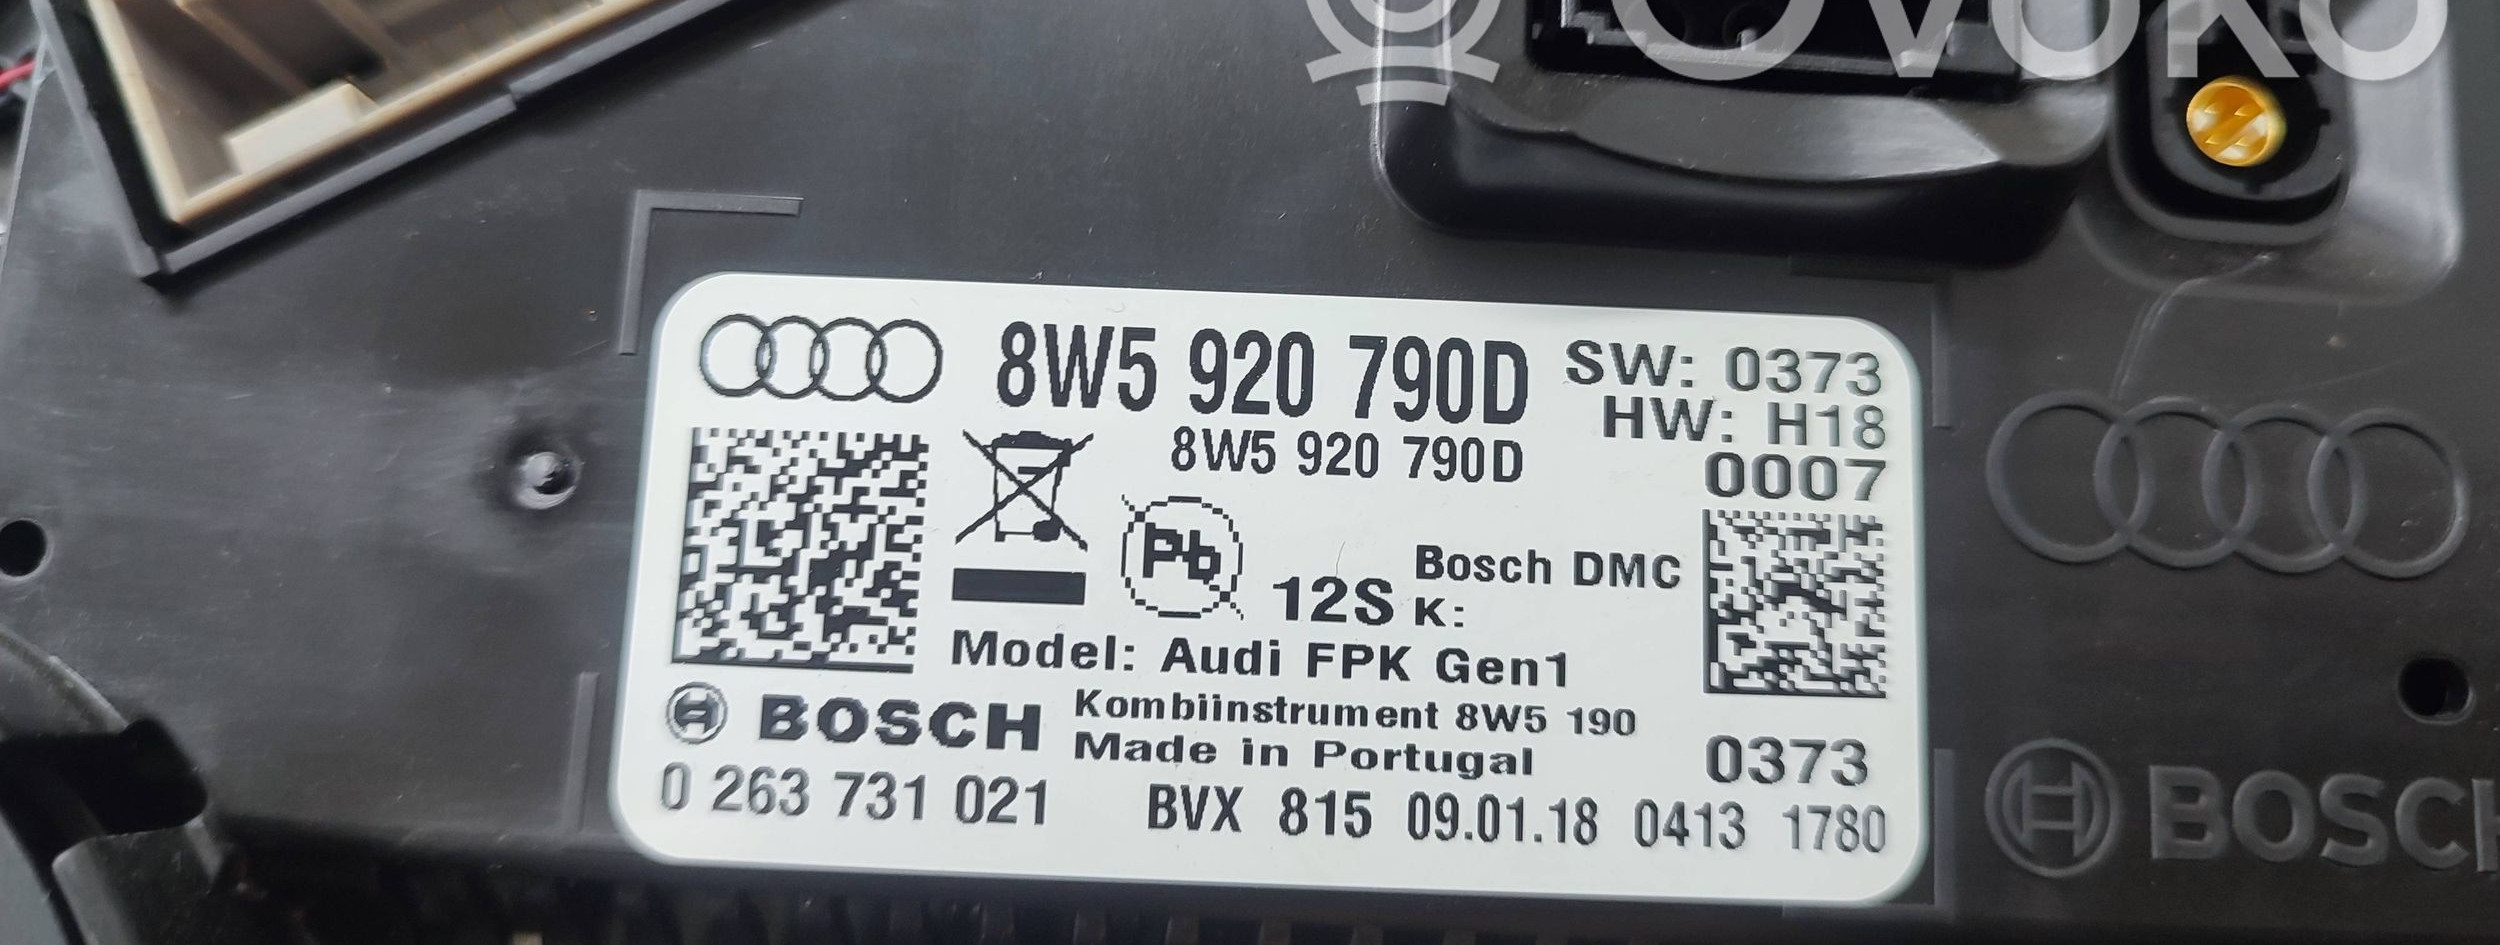 Ovoko
8W5 920 790D
SW: 0373
HW: H18
8W5 920 790D
0007
Pb
12S
Bosch DMC
K:
Model: Audi FPK Gen1
BOSCH
Kombiinstrument 8W5 190
Made in Portugal
0373
0 263 731 021
BVX 815 09.01.18 0413 1780
BOSCH